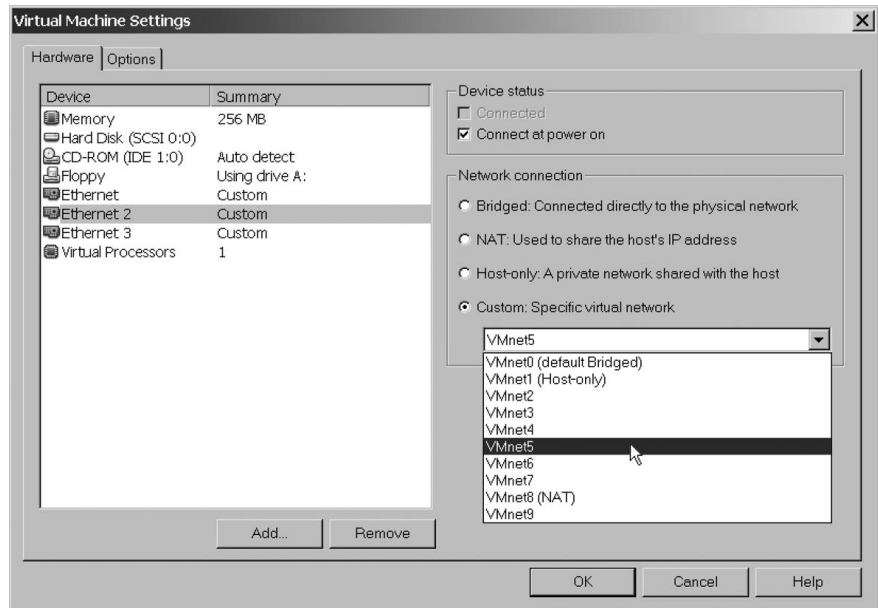 Virtual Machine Settings
Hardware
Options
Device Summary
Memory 256 MB
Hard Disk (SCSI 0:0)
CD-ROM (IDE 1:0) Auto detect
Floppy Using drive A:
Ethernet Custom
Ethernet 2 Custom
Ethernet 3 Custom
Virtual Processors 1
Add...
Remove
Device status
Connected
Connect at power on
Network connection
Bridged: Connected directly to the physical network
NAT: Used to share the host's IP address
Host-only: A private network shared with the host
Custom: Specific virtual network
VMnet5
VMnet0 (default Bridged)
VMnet1 (Host-only)
VMnet2
VMnet3
VMnet4
VMnet5
VMnet6
VMnet7
VMnet8 (NAT)
VMnet9
OK
Cancel
Help